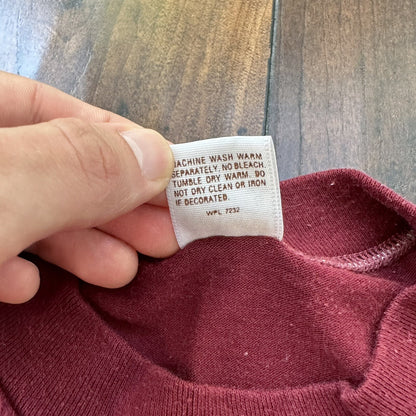 MACHINE WASH WARM
SEPARATELY. NO BLEACH.
TUMBLE DRY WARM. DO
NOT DRY CLEAN OR IRON
IF DECORATED.
WPL 7232